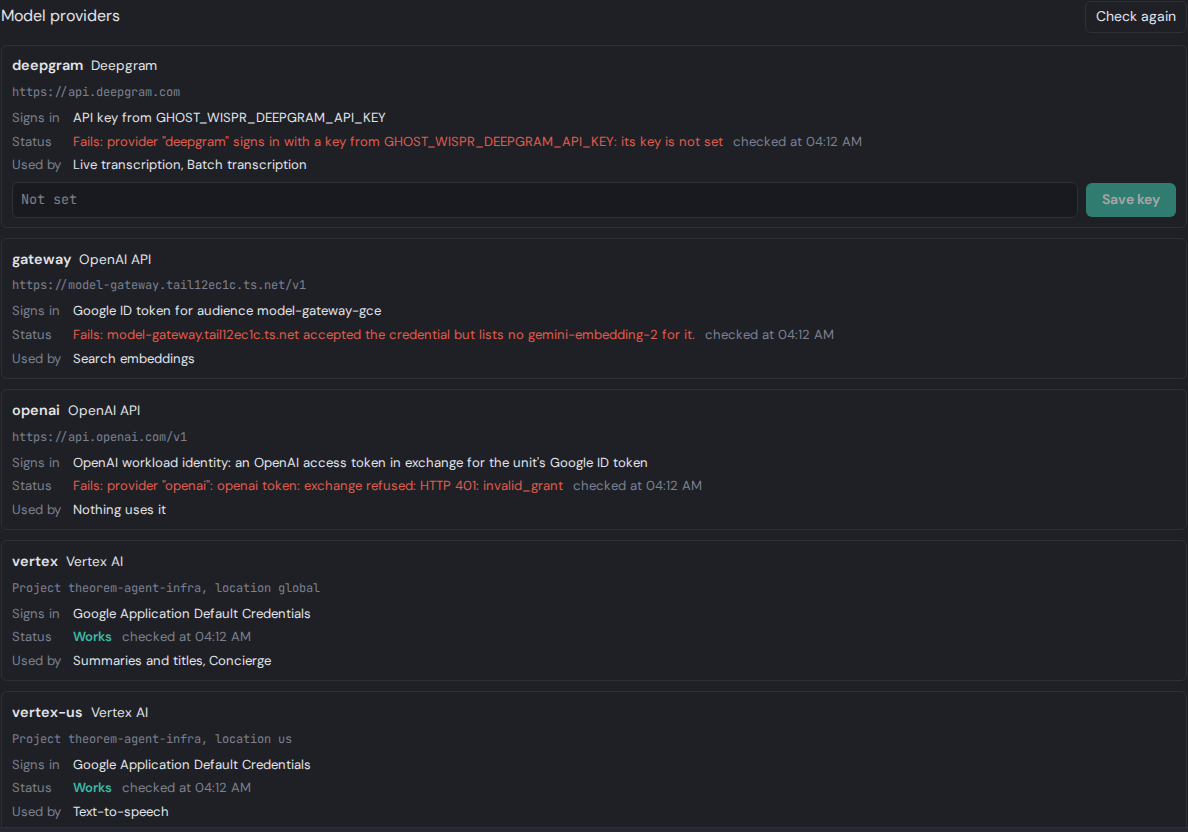 Model providers
Check again
deepgram Deepgram
https://api.deepgram.com
Signs in API key from GHOST_WISPR_DEEPGRAM_API_KEY
Status Fails: provider "deepgram" signs in with a key from GHOST_WISPR_DEEPGRAM_API_KEY: its key is not set checked at 04:12 AM
Used by Live transcription, Batch transcription
Not set
Save key
gateway OpenAI API
https://model-gateway.tail12ec1c.ts.net/v1
Signs in Google ID token for audience model-gateway-gce
Status Fails: model-gateway.tail12ec1c.ts.net accepted the credential but lists no gemini-embedding-2 for it. checked at 04:12 AM
Used by Search embeddings
openai OpenAI API
https://api.openai.com/v1
Signs in OpenAI workload identity: an OpenAI access token in exchange for the unit's Google ID token
Status Fails: provider "openai": openai token: exchange refused: HTTP 401: invalid_grant checked at 04:12 AM
Used by Nothing uses it
vertex Vertex AI
Project theorem-agent-infra, location global
Signs in Google Application Default Credentials
Status Works checked at 04:12 AM
Used by Summaries and titles, Concierge
vertex-us Vertex AI
Project theorem-agent-infra, location us
Signs in Google Application Default Credentials
Status Works checked at 04:12 AM
Used by Text-to-speech